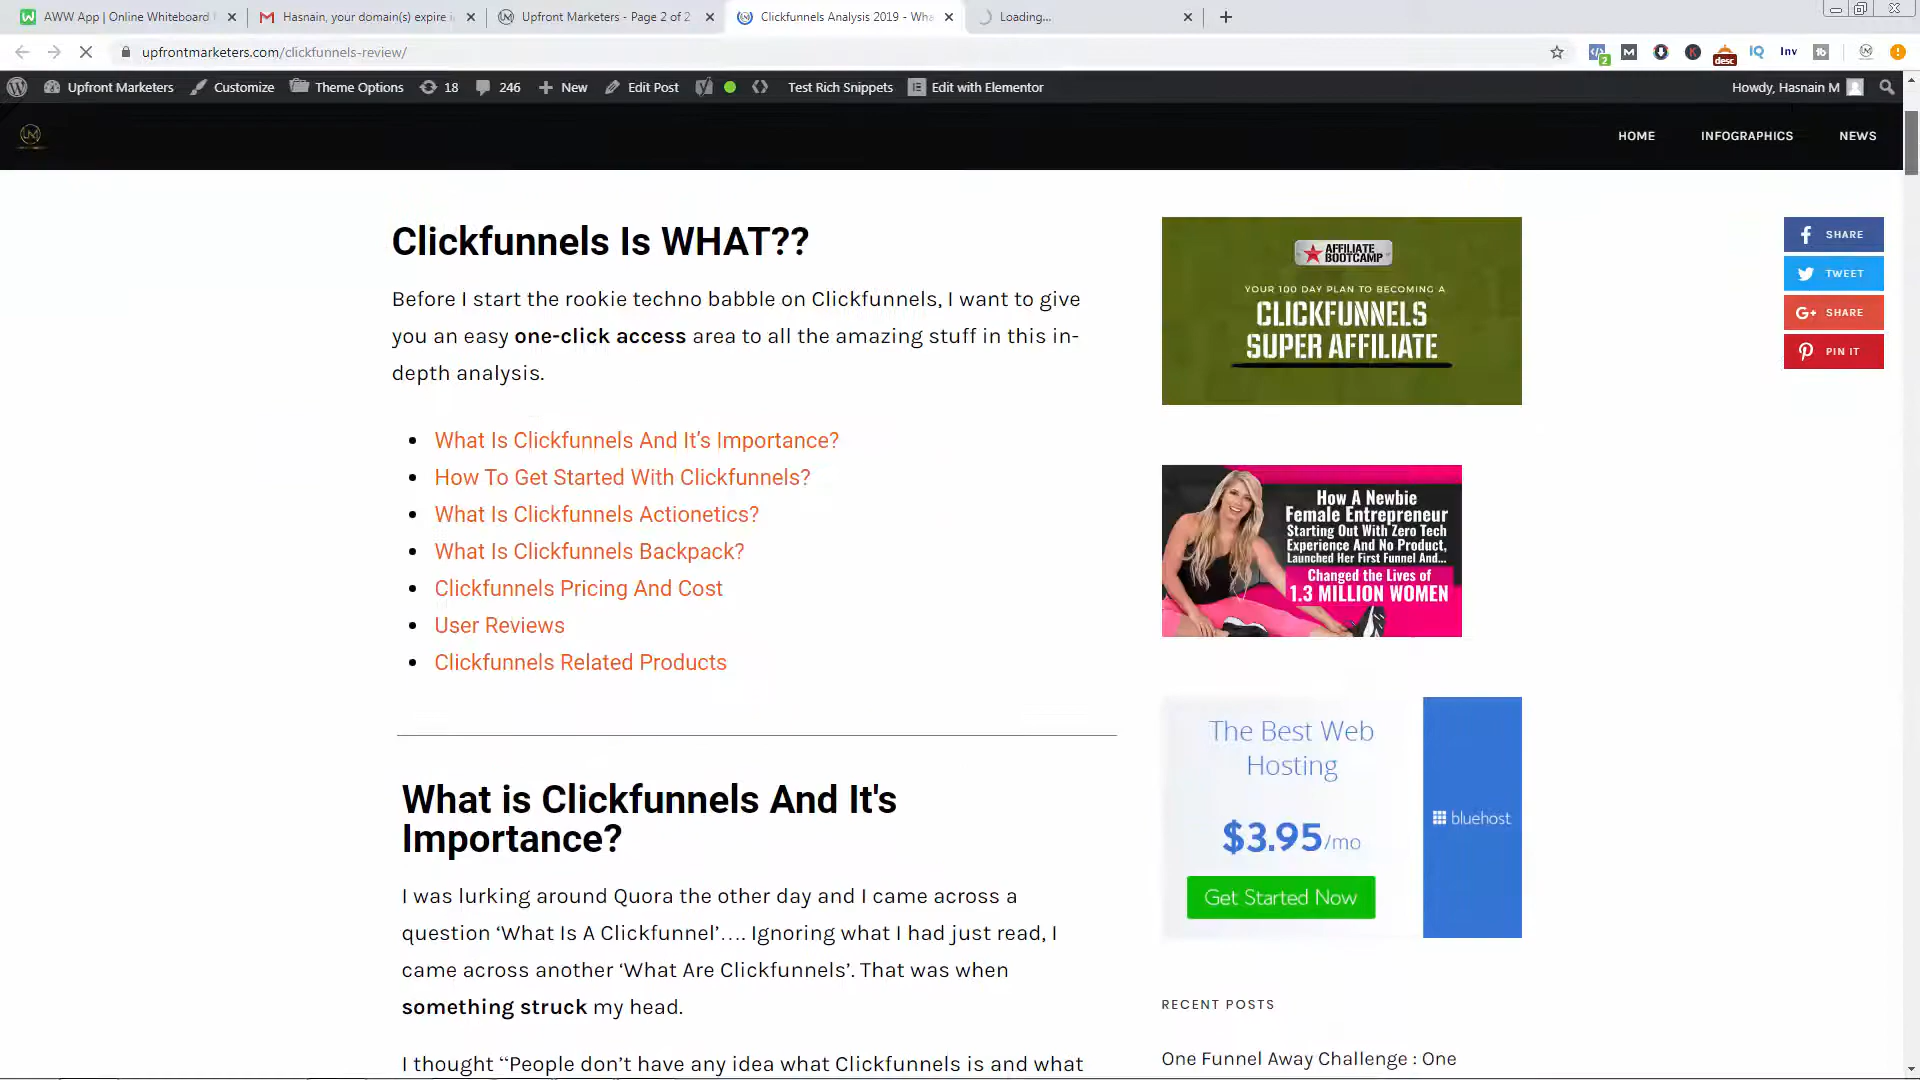 AWW App | Online Whiteboard
Hasnain, your domain(s) expire
Upfront Marketers - Page 2 of 2
Clickfunnels Analysis 2019 - Wha
Loading...
upfrontmarketers.com/clickfunnels-review/
2
M
K
desc
IQ
Inv
tb
Upfront Marketers
Customize
Theme Options
18
246
New
Edit Post
Test Rich Snippets
Edit with Elementor
Howdy, Hasnain M
HOME
INFOGRAPHICS
NEWS
Clickfunnels Is WHAT??
Before I start the rookie techno babble on Clickfunnels, I want to give
you an easy one-click access area to all the amazing stuff in this in-
depth analysis.
What Is Clickfunnels And It's Importance?
How To Get Started With Clickfunnels?
What Is Clickfunnels Actionetics?
What Is Clickfunnels Backpack?
Clickfunnels Pricing And Cost
User Reviews
Clickfunnels Related Products
What is Clickfunnels And It's
Importance?
I was lurking around Quora the other day and I came across a
question ‘What Is A Clickfunnel’…. Ignoring what I had just read, I
came across another ‘What Are Clickfunnels’. That was when
something struck my head.
I thought “People don’t have any idea what Clickfunnels is and what
AFFILIATE
BOOTCAMP
YOUR 100 DAY PLAN TO BECOMING A
CLICKFUNNELS
SUPER AFFILIATE
How A Newbie
Female Entrepreneur
Starting Out With Zero Tech
Experience And No Product,
Launched Her First Funnel And...
Changed the Lives of
1.3 MILLION WOMEN
The Best Web
Hosting
$3.95/mo
Get Started Now
bluehost
RECENT POSTS
One Funnel Away Challenge : One
SHARE
TWEET
G+ SHARE
PIN IT